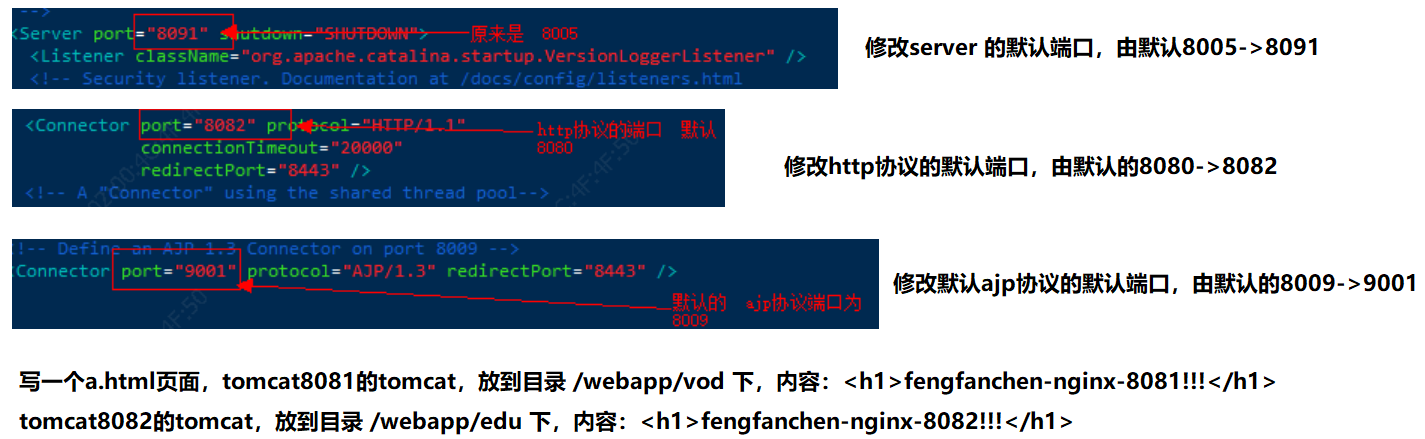 -->
<Server port="8091" shutdown="SHUTDOWN">
原来是 8005
<Listener className="org.apache.catalina.startup.VersionLoggerListener" />
<!-- Security listener. Documentation at /docs/config/listeners.html
修改server 的默认端口，由默认8005->8091
<Connector port="8082" protocol="HTTP/1.1"
http协议的端口 默认
8080
connectionTimeout="20000"
redirectPort="8443" />
<!-- A "Connector" using the shared thread pool-->
修改http协议的默认端口，由默认的8080->8082
!-- Define an AJP 1.3 Connector on port 8009 -->
Connector port="9001" protocol="AJP/1.3" redirectPort="8443" />
默认的 ajp协议端口为
8009
修改默认ajp协议的默认端口，由默认的8009->9001
写一个a.html页面，tomcat8081的tomcat，放到目录 /webapp/vod 下，内容：<h1>fengfanchen-nginx-8081!!!</h1>
tomcat8082的tomcat，放到目录 /webapp/edu 下，内容：<h1>fengfanchen-nginx-8082!!!</h1>